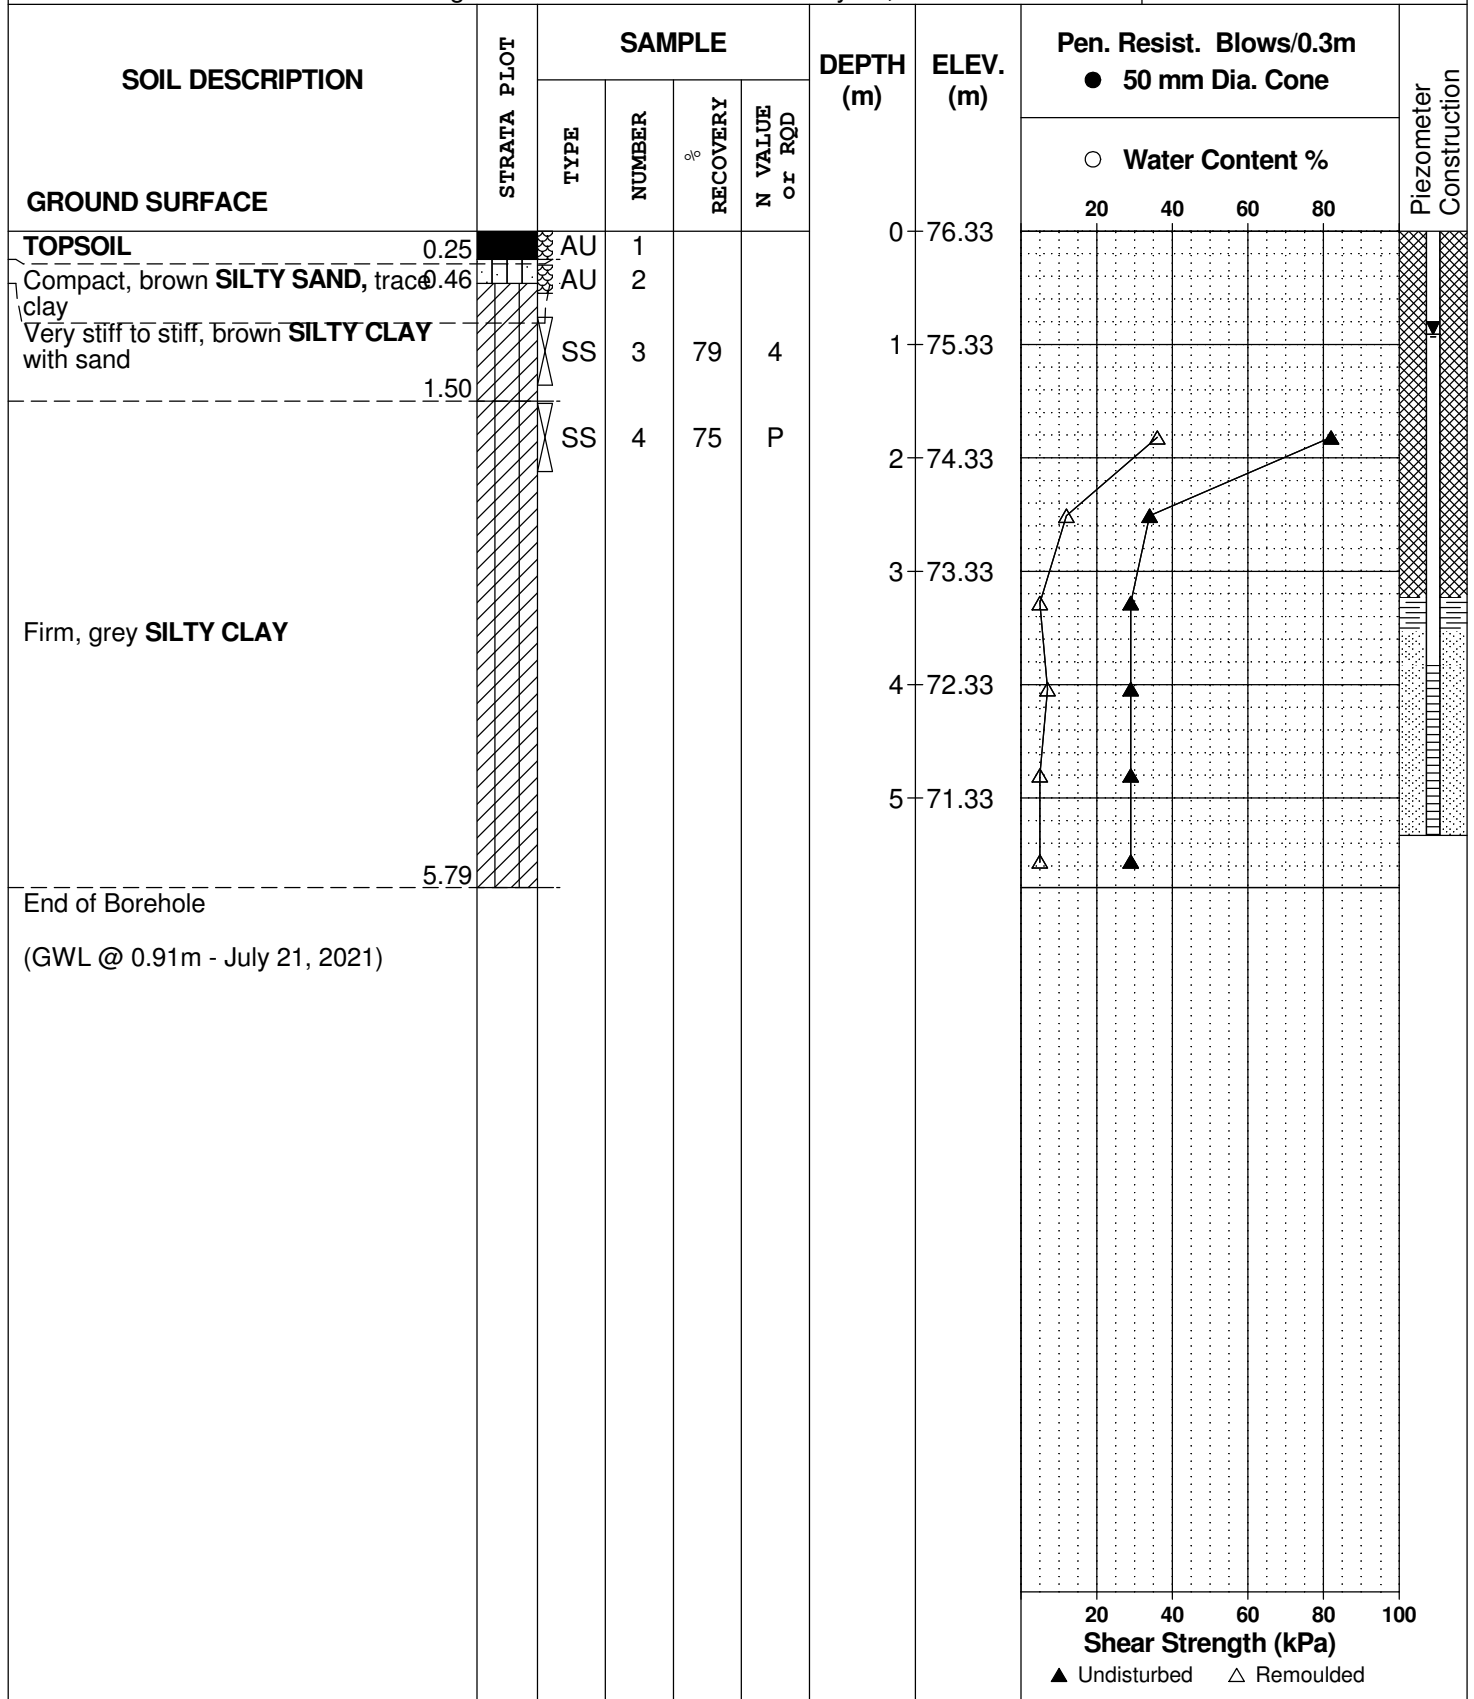 SOIL DESCRIPTION
GROUND SURFACE
STRATA PLOT
SAMPLE
TYPE
NUMBER
% RECOVERY
N VALUE or RQD
DEPTH (m)
ELEV. (m)
Pen. Resist. Blows/0.3m
● 50 mm Dia. Cone
○ Water Content %
20 40 60 80
Piezometer
Construction
TOPSOIL 0.25 AU 1
0 76.33
Compact, brown SILTY SAND, trace 0.46 AU 2
clay
Very stiff to stiff, brown SILTY CLAY
with sand SS 3 79 4
1 75.33
1.50
SS 4 75 P
2 74.33
3 73.33
Firm, grey SILTY CLAY
4 72.33
5 71.33
5.79
End of Borehole
(GWL @ 0.91m - July 21, 2021)
20 40 60 80 100
Shear Strength (kPa)
▲ Undisturbed △ Remoulded